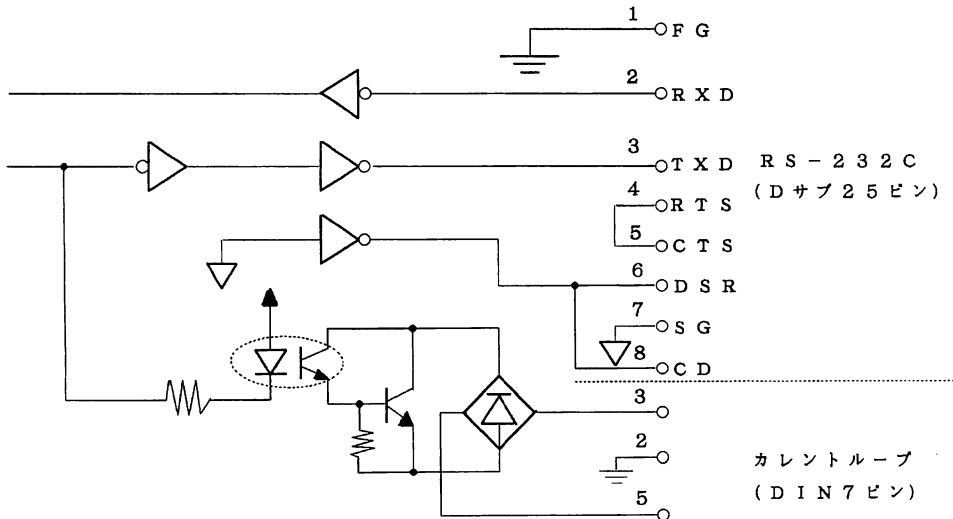 1 FG
2 RXD
3 TXD
RS-232C
(Dサブ25ピン)
4 RTS
5 CTS
6 DSR
7 SG
8 CD
3
2
カレントループ
(DIN7ピン)
5